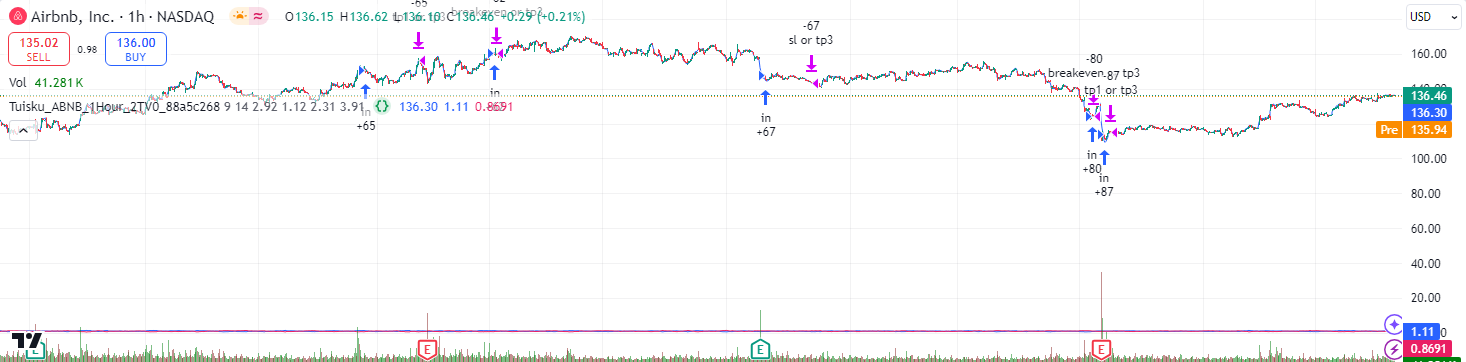 Airbnb, Inc. · 1h · NASDAQ
O136.15 H136.62 L136.10 C136.46 +0.29 (+0.21%)
USD
135.02
SELL
0.98
136.00
BUY
Vol 41.281 K
Tuisku_ABNB_1Hour_2TV0_88a5c268 9 14 2.92 1.12 2.31 3.91 136.30 1.11 0.8691
-65
breakeven or tp3
in
+65
in
-67
sl or tp3
in
+67
-80
breakeven or tp3
-87
tp1 or tp3
in
+80
in
+87
160.00
136.46
136.30
Pre 135.94
100.00
80.00
60.00
40.00
20.00
1.11
0.8691
E
E
E
E